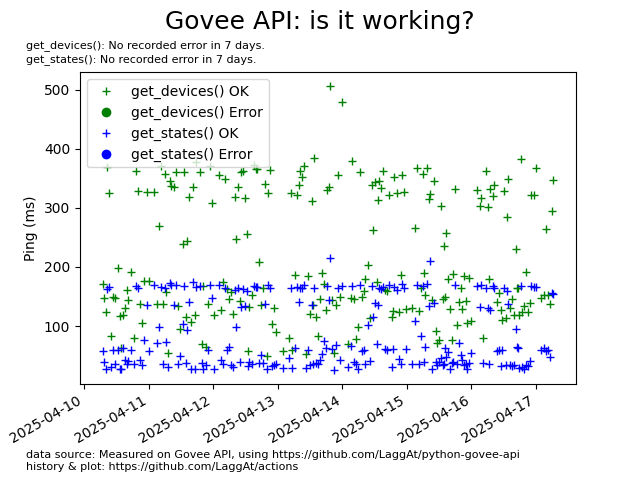 Govee API: is it working?
get_devices(): No recorded error in 7 days.
get_states(): No recorded error in 7 days.
get_devices() OK
get_devices() Error
get_states() OK
get_states() Error
Ping (ms)
500
400
300
200
100
2025-04-10
2025-04-11
2025-04-12
2025-04-13
2025-04-14
2025-04-15
2025-04-16
2025-04-17
data source: Measured on Govee API, using https://github.com/LaggAt/python-govee-api
history & plot: https://github.com/LaggAt/actions